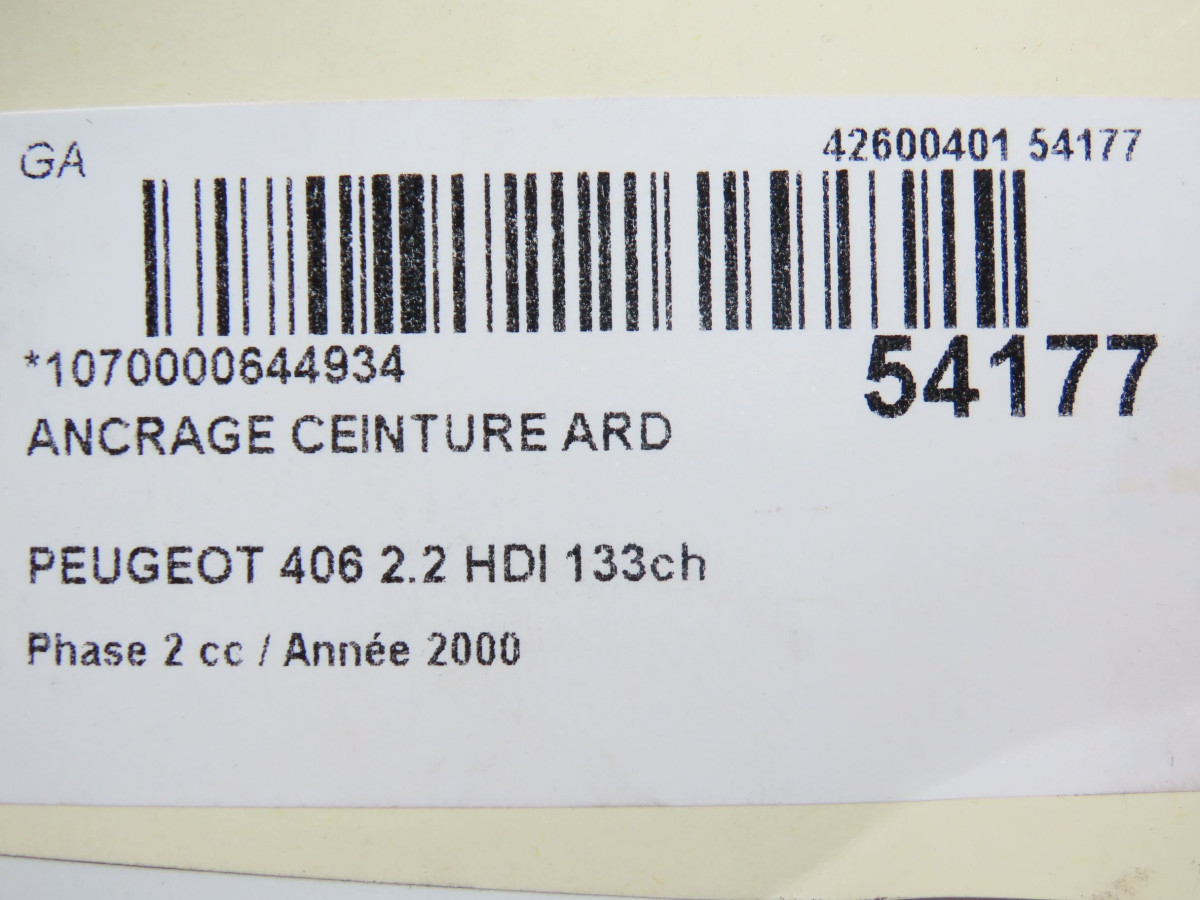 GA
42600401 54177
*1070000644934
54177
ANCRAGE CEINTURE ARD
PEUGEOT 406 2.2 HDI 133ch
Phase 2 cc / Année 2000